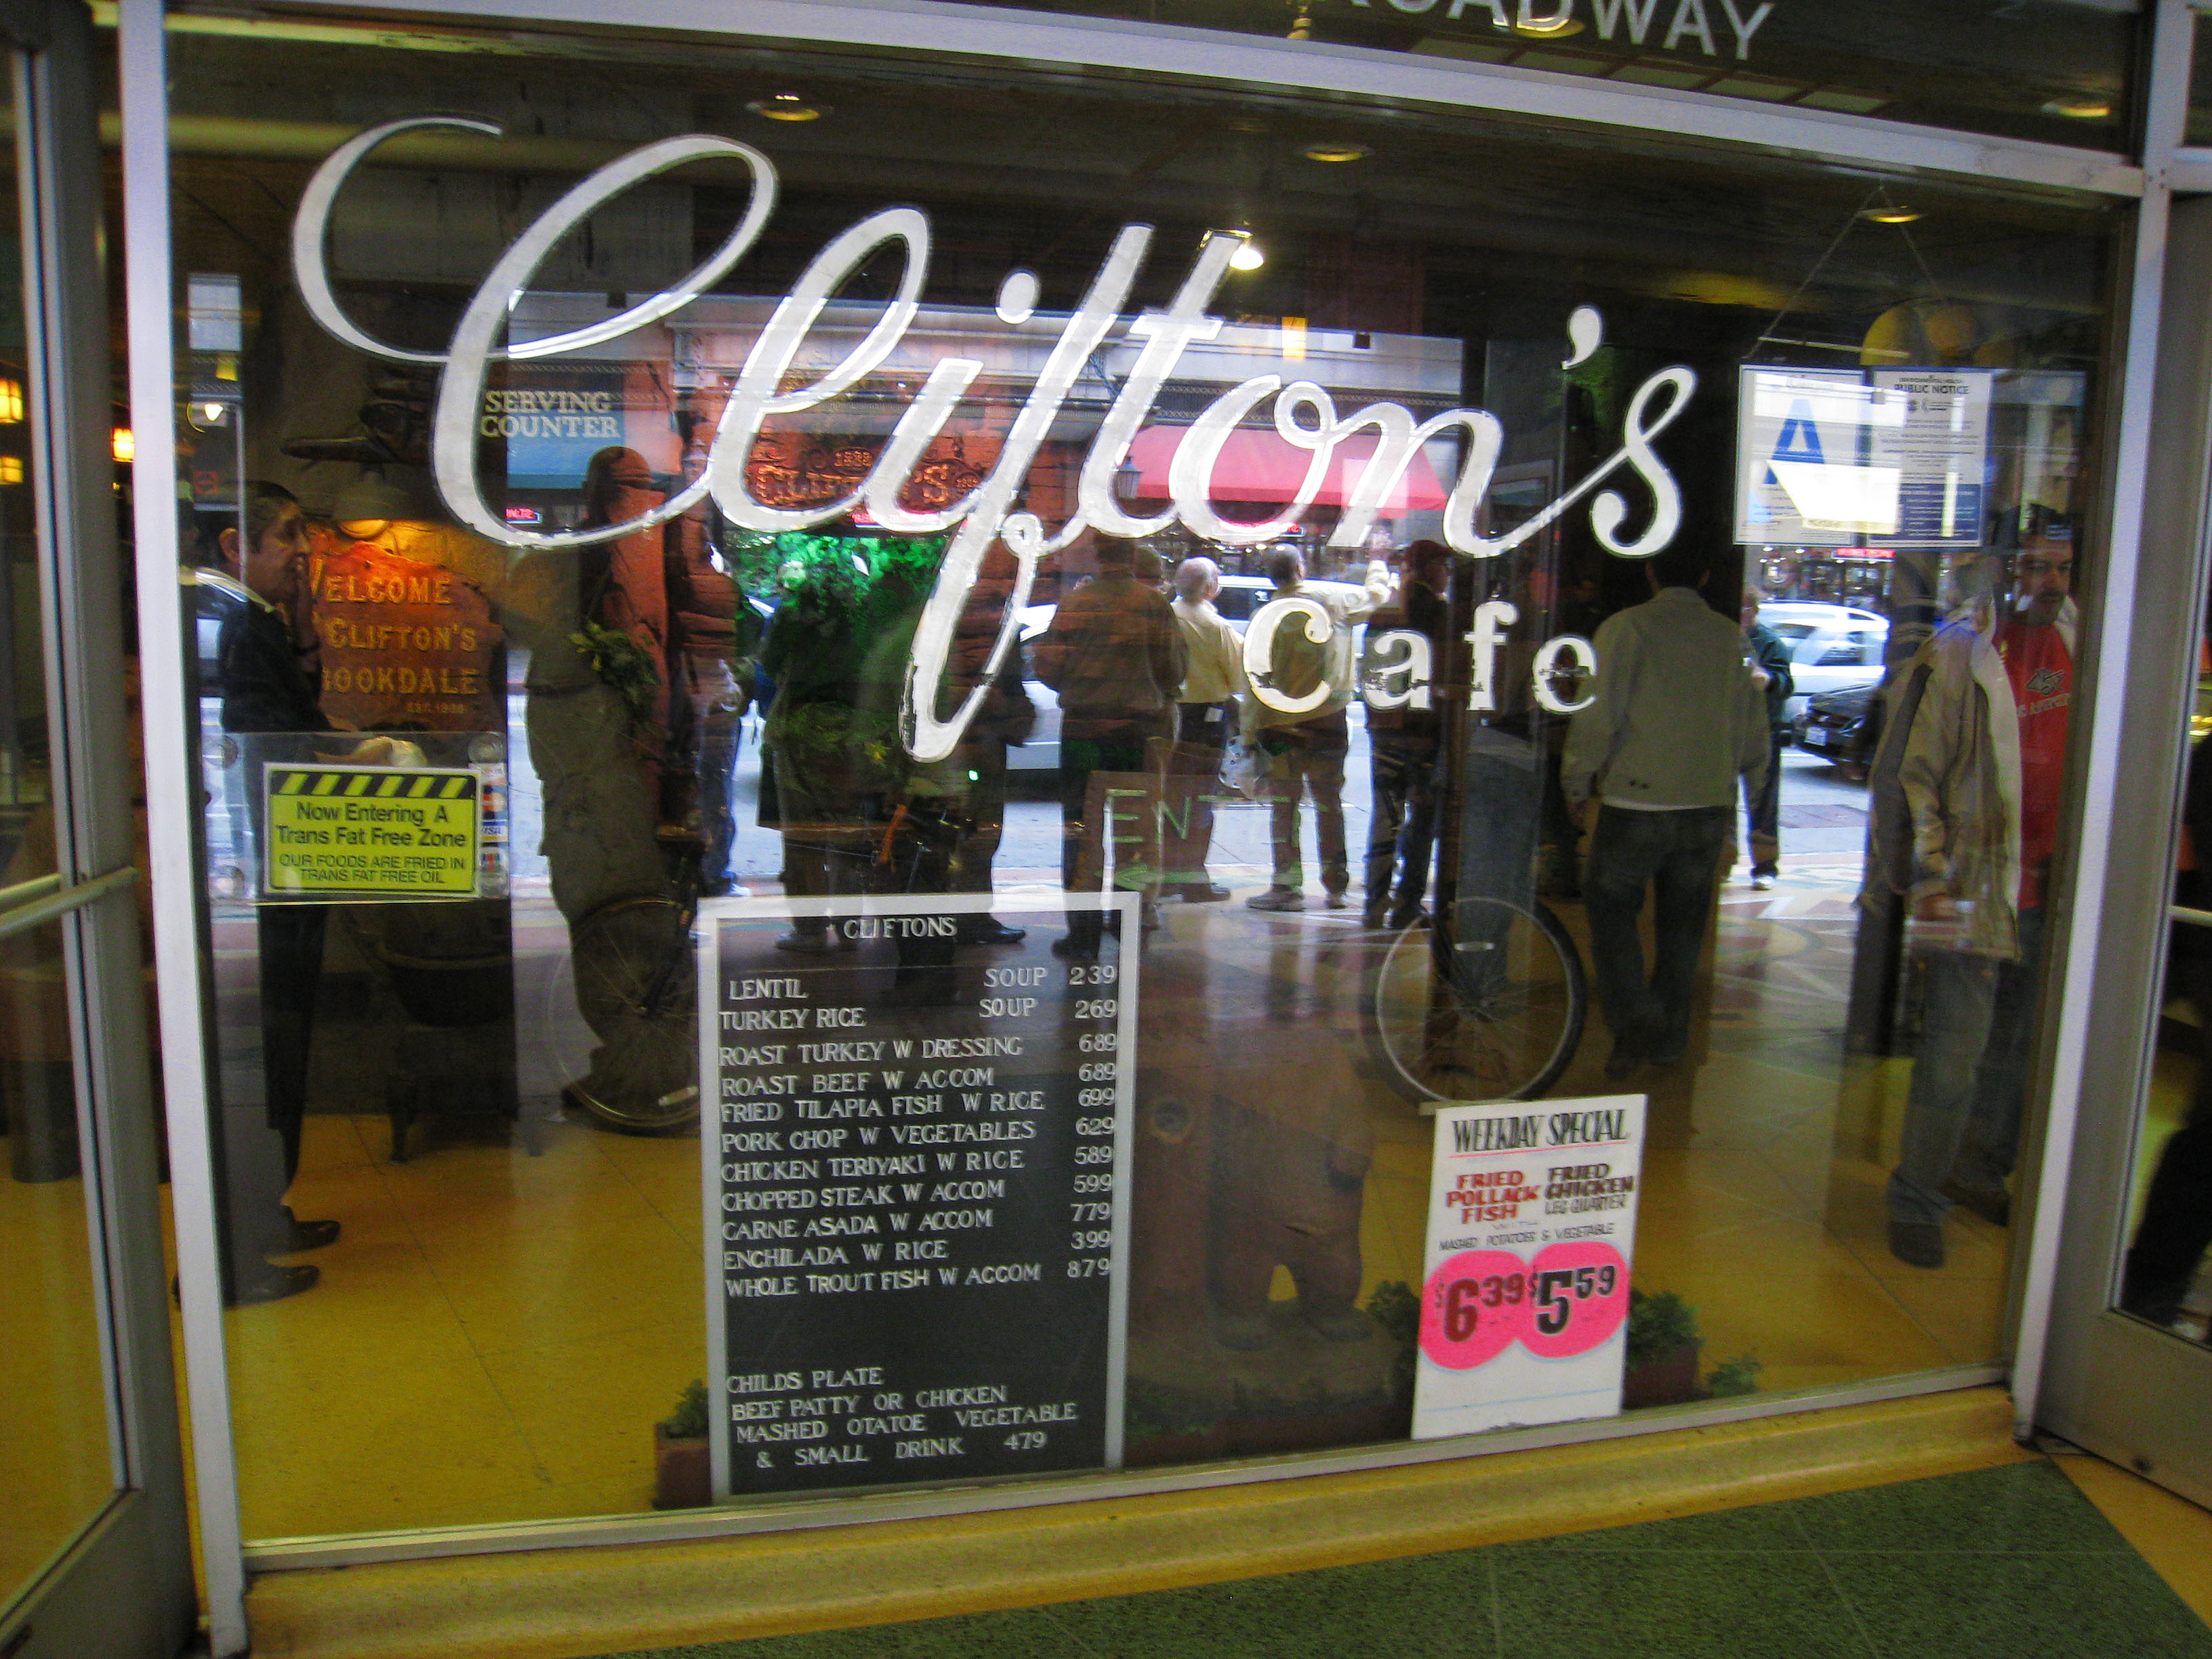 ROADWAY
Clifton's
Cafe
SERVING
COUNTER
CLIFTON'S
A
PUBLIC NOTICE
WELCOME
CLIFTON'S
BROOKDALE
Now Entering A
Trans Fat Free Zone
OUR FOODS ARE FRIED IN
TRANS FAT FREE OIL
VISA
ENTE
CLIFTONS
LENTIL SOUP 239
TURKEY RICE SOUP 269
ROAST TURKEY W DRESSING 689
ROAST BEEF W ACCOM 689
FRIED TILAPIA FISH W RICE 699
PORK CHOP W VEGETABLES 629
CHICKEN TERIYAKI W RICE 589
CHOPPED STEAK W ACCOM 599
CARNE ASADA W ACCOM 779
ENCHILADA W RICE 399
WHOLE TROUT FISH W ACCOM 879
CHILDS PLATE
BEEF PATTY OR CHICKEN
MASHED OTATOE VEGETABLE
& SMALL DRINK 479
WEEKDAY SPECIAL
FRIED POLLACK FISH
FRIED CHICKEN LEG QUARTER
WITH
MASHED POTATOES & VEGETABLE
$6 39 $5 59